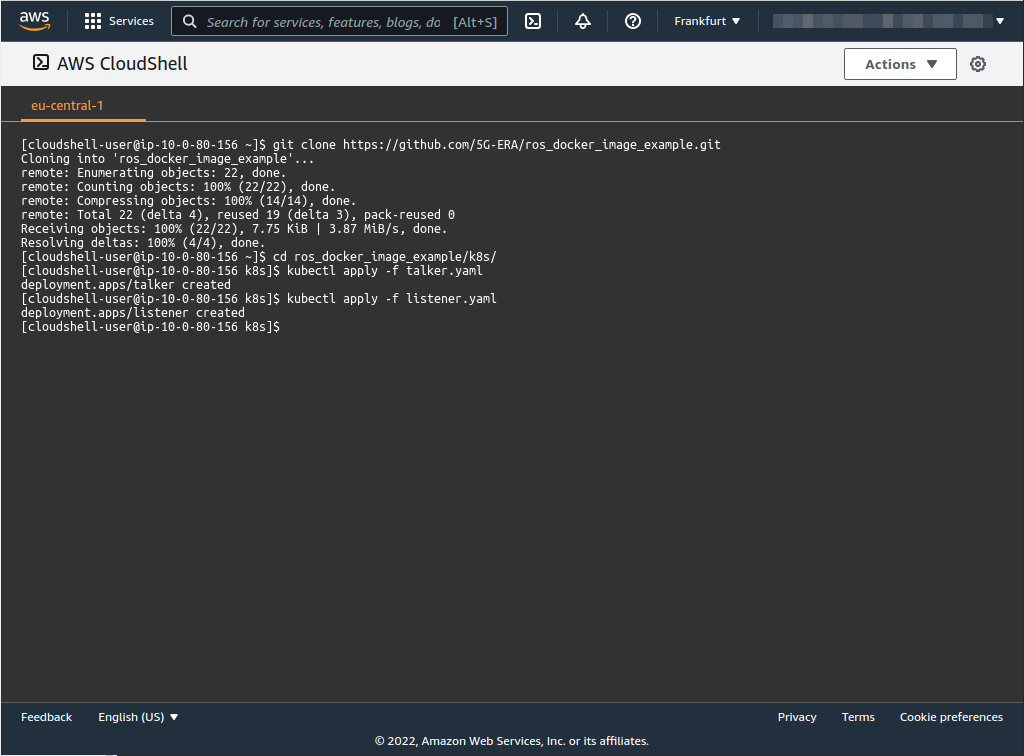 aws Services Search for services, features, blogs, do [Alt+S] Frankfurt
AWS CloudShell Actions
eu-central-1
[cloudshell-user@ip-10-0-80-156 ~]$ git clone https://github.com/5G-ERA/ros_docker_image_example.git
Cloning into 'ros_docker_image_example'...
remote: Enumerating objects: 22, done.
remote: Counting objects: 100% (22/22), done.
remote: Compressing objects: 100% (14/14), done.
remote: Total 22 (delta 4), reused 19 (delta 3), pack-reused 0
Receiving objects: 100% (22/22), 7.75 KiB | 3.87 MiB/s, done.
Resolving deltas: 100% (4/4), done.
[cloudshell-user@ip-10-0-80-156 ~]$ cd ros_docker_image_example/k8s/
[cloudshell-user@ip-10-0-80-156 k8s]$ kubectl apply -f talker.yaml
deployment.apps/talker created
[cloudshell-user@ip-10-0-80-156 k8s]$ kubectl apply -f listener.yaml
deployment.apps/listener created
[cloudshell-user@ip-10-0-80-156 k8s]$
Feedback English (US) Privacy Terms Cookie preferences
© 2022, Amazon Web Services, Inc. or its affiliates.